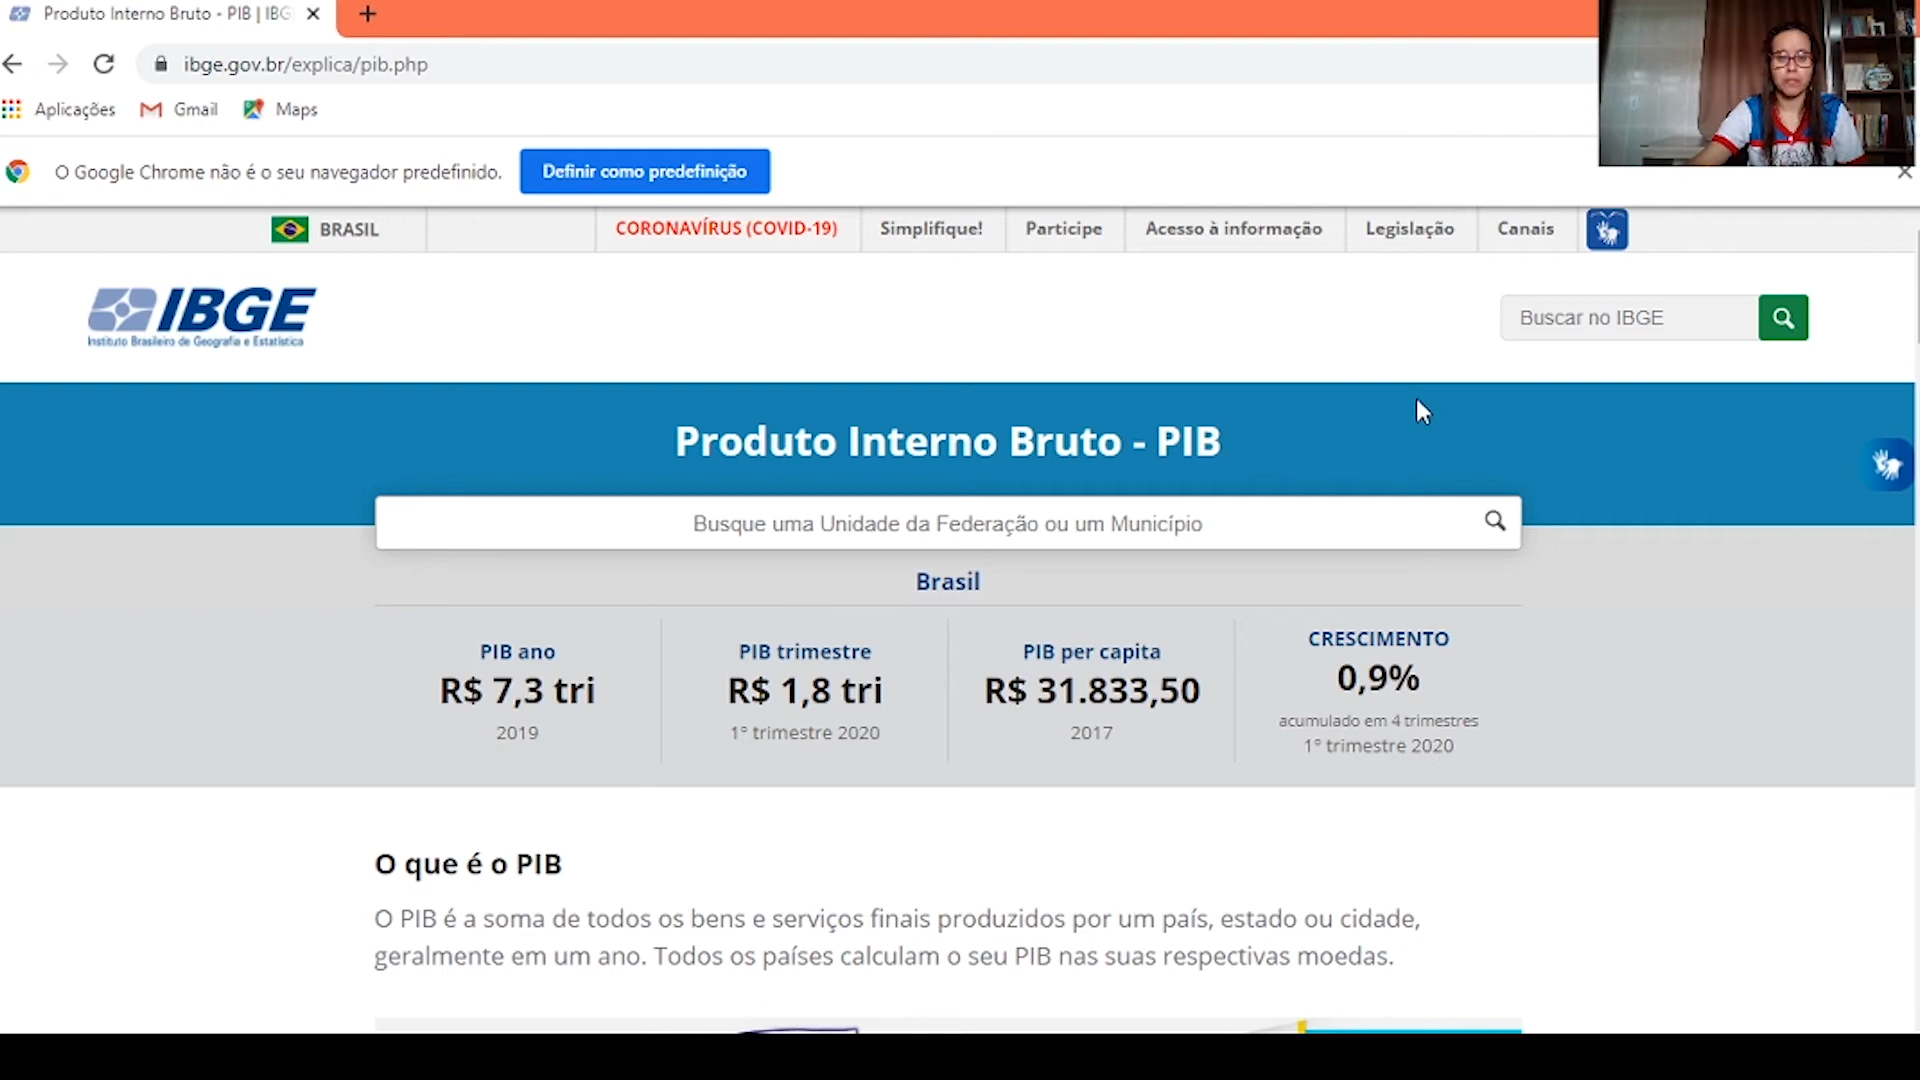 Produto Interno Bruto - PIB | IBG
ibge.gov.br/explica/pib.php
Aplicações Gmail Maps
O Google Chrome não é o seu navegador predefinido. Definir como predefinição
BRASIL CORONAVÍRUS (COVID-19) Simplifique! Participe Acesso à informação Legislação Canais
IBGE
Instituto Brasileiro de Geografia e Estatística
Buscar no IBGE
Produto Interno Bruto - PIB
Busque uma Unidade da Federação ou um Município
Brasil
PIB ano
R$ 7,3 tri
2019
PIB trimestre
R$ 1,8 tri
1º trimestre 2020
PIB per capita
R$ 31.833,50
2017
CRESCIMENTO
0,9%
acumulado em 4 trimestres
1º trimestre 2020
O que é o PIB
O PIB é a soma de todos os bens e serviços finais produzidos por um país, estado ou cidade,
geralmente em um ano. Todos os países calculam o seu PIB nas suas respectivas moedas.